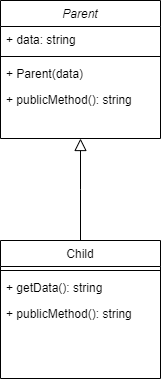 Parent
+ data: string
+ Parent(data)
+ publicMethod(): string
Child
+ getData(): string
+ publicMethod(): string